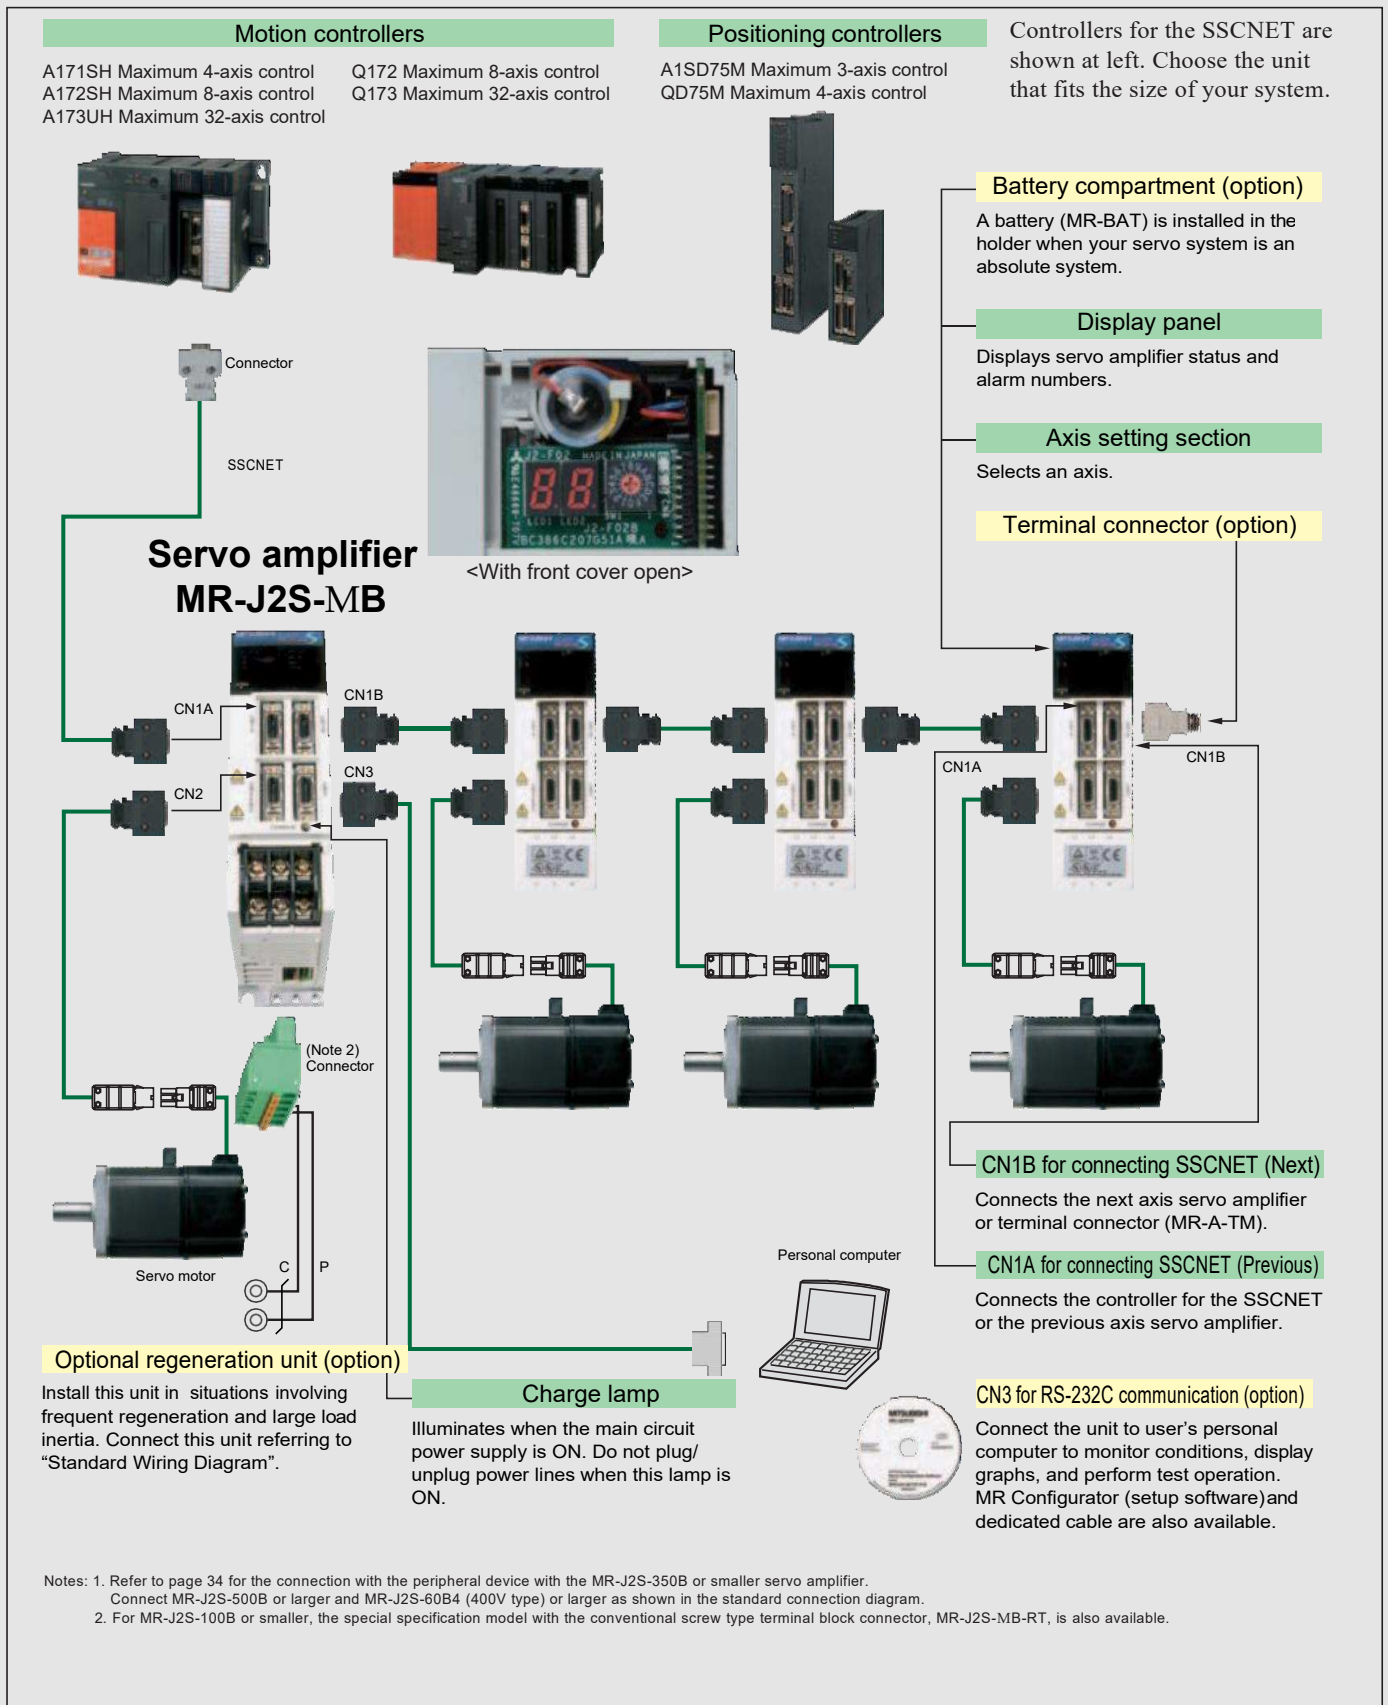 Motion controllers
A171SH Maximum 4-axis control
A172SH Maximum 8-axis control
A173UH Maximum 32-axis control
Q172 Maximum 8-axis control
Q173 Maximum 32-axis control
Positioning controllers
A1SD75M Maximum 3-axis control
QD75M Maximum 4-axis control
Controllers for the SSCNET are
shown at left. Choose the unit
that fits the size of your system.
Battery compartment (option)
A battery (MR-BAT) is installed in the
holder when your servo system is an
absolute system.
Display panel
Displays servo amplifier status and
alarm numbers.
Axis setting section
Selects an axis.
Terminal connector (option)
Connector
SSCNET
J2-F02 MADE IN JAPAN
88
LED1 LED2
J2-F02B
BC386C207G51A
<With front cover open>
Servo amplifier
MR-J2S-MB
CN1A
CN1B
CN2
CN3
CN1A
CN1B
(Note 2)
Connector
Servo motor
C
P
CN1B for connecting SSCNET (Next)
Connects the next axis servo amplifier
or terminal connector (MR-A-TM).
CN1A for connecting SSCNET (Previous)
Connects the controller for the SSCNET
or the previous axis servo amplifier.
Personal computer
Optional regeneration unit (option)
Install this unit in situations involving
frequent regeneration and large load
inertia. Connect this unit referring to
“Standard Wiring Diagram”.
Charge lamp
Illuminates when the main circuit
power supply is ON. Do not plug/
unplug power lines when this lamp is
ON.
MITSUBISHI
CN3 for RS-232C communication (option)
Connect the unit to user’s personal
computer to monitor conditions, display
graphs, and perform test operation.
MR Configurator (setup software) and
dedicated cable are also available.
Notes: 1. Refer to page 34 for the connection with the peripheral device with the MR-J2S-350B or smaller servo amplifier.
Connect MR-J2S-500B or larger and MR-J2S-60B4 (400V type) or larger as shown in the standard connection diagram.
2. For MR-J2S-100B or smaller, the special specification model with the conventional screw type terminal block connector, MR-J2S-MB-RT, is also available.